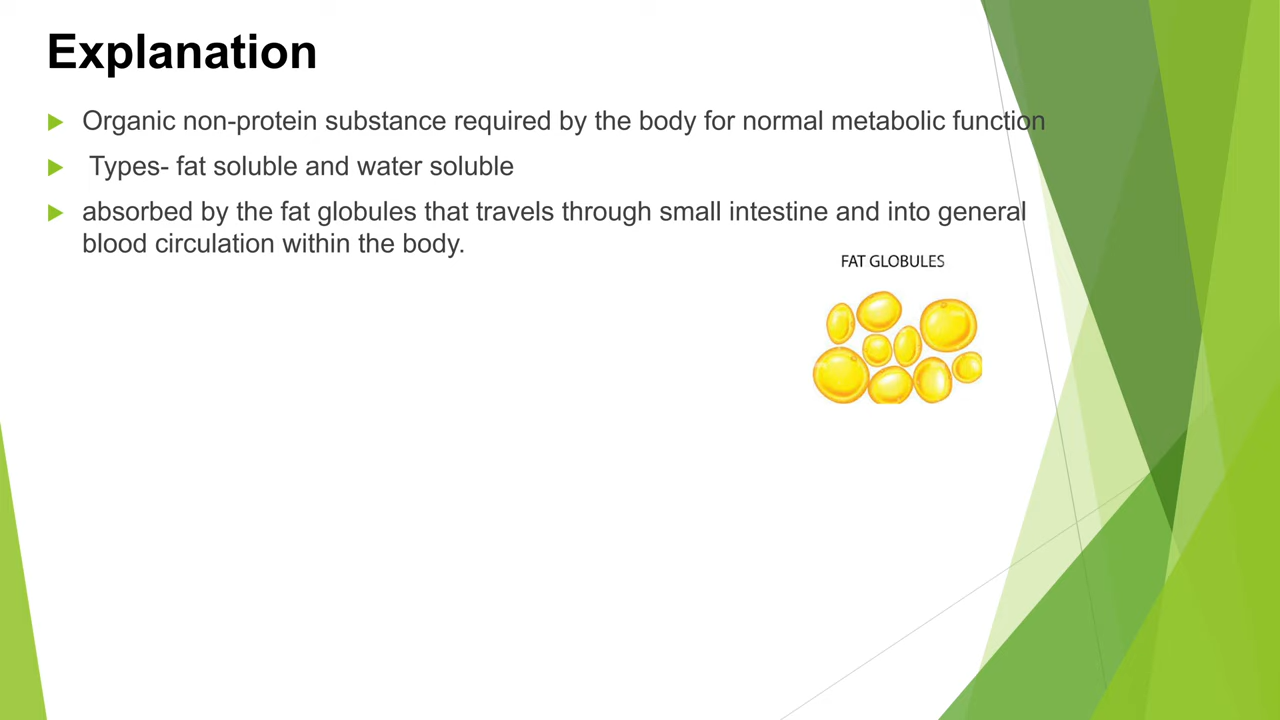 Explanation
Organic non-protein substance required by the body for normal metabolic function
Types- fat soluble and water soluble
absorbed by the fat globules that travels through small intestine and into general
blood circulation within the body.
FAT GLOBULES